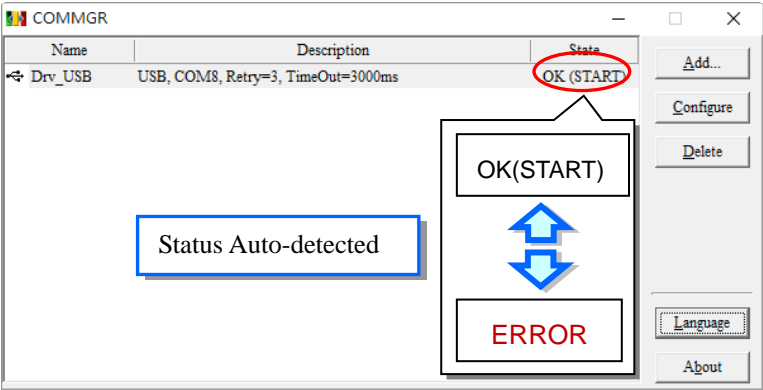 COMMGR
Name Description State
Drv_USB USB, COM8, Retry=3, TimeOut=3000ms OK (START)
Add...
Configure
Delete
OK(START)
Status Auto-detected
ERROR
Language
About